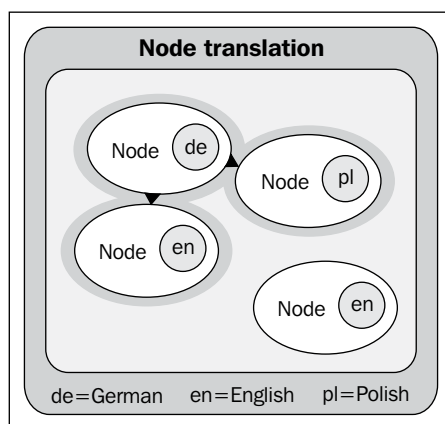 Node translation
Node de
Node pl
Node en
Node en
de=German en=English pl=Polish